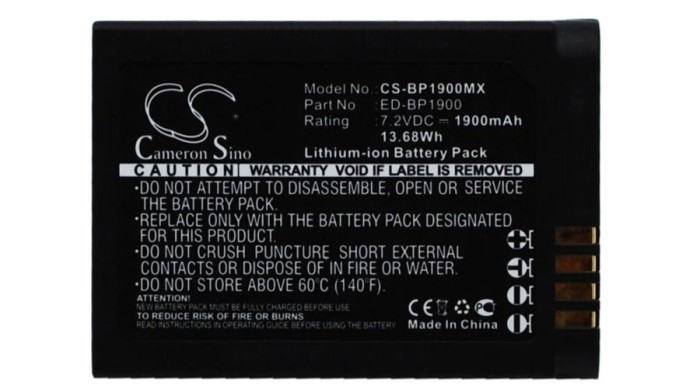 CS
Cameron Sino
Model No.: CS-BP1900MX
Part No : ED-BP1900
Rating : 7.2VDC ⎓ 1900mAh
13.68Wh
Lithium-ion Battery Pack
CAUTION! WARRANTY VOID IF LABEL IS REMOVED
•DO NOT ATTEMPT TO DISASSEMBLE, OPEN OR SERVICE
THE BATTERY PACK.
•REPLACE ONLY WITH THE BATTERY PACK DESIGNATED
FOR THIS PRODUCT.
•DO NOT CRUSH PUNCTURE SHORT EXTERNAL
CONTACTS OR DISPOSE OF IN FIRE OR WATER.
•DO NOT STORE ABOVE 60°C (140°F).
ATTENTION!
NEW BATTERY PACK MUST BE FULLY CHARGED BEFORE FURTHER USE
TO REDUCE RISK OF FIRE OR BURNS
READ INSTRUCTIONS IN OPERATING GUIDE BEFORE USING THE BATTERY
CE
Made In China